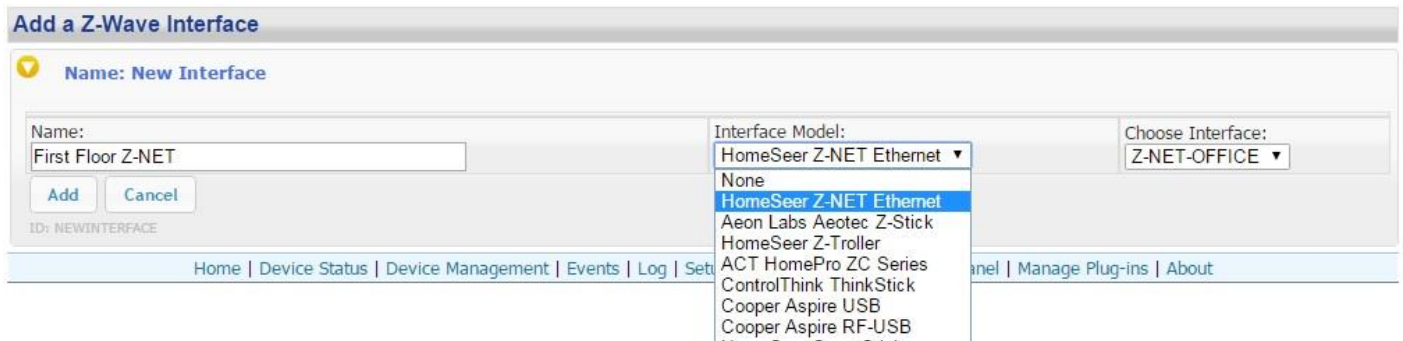 Add a Z-Wave Interface
Name: New Interface
Name:
First Floor Z-NET
Interface Model:
HomeSeer Z-NET Ethernet
Choose Interface:
Z-NET-OFFICE
None
HomeSeer Z-NET Ethernet
Aeon Labs Aeotec Z-Stick
HomeSeer Z-Troller
ACT HomePro ZC Series
ControlThink ThinkStick
Cooper Aspire USB
Cooper Aspire RF-USB
Add Cancel
ID: NEWINTERFACE
Home | Device Status | Device Management | Events | Log | Setu anel | Manage Plug-ins | About